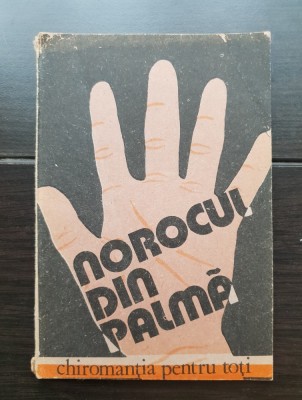 NOROCUL
DIN
PALMĂ
chiromanția pentru toți